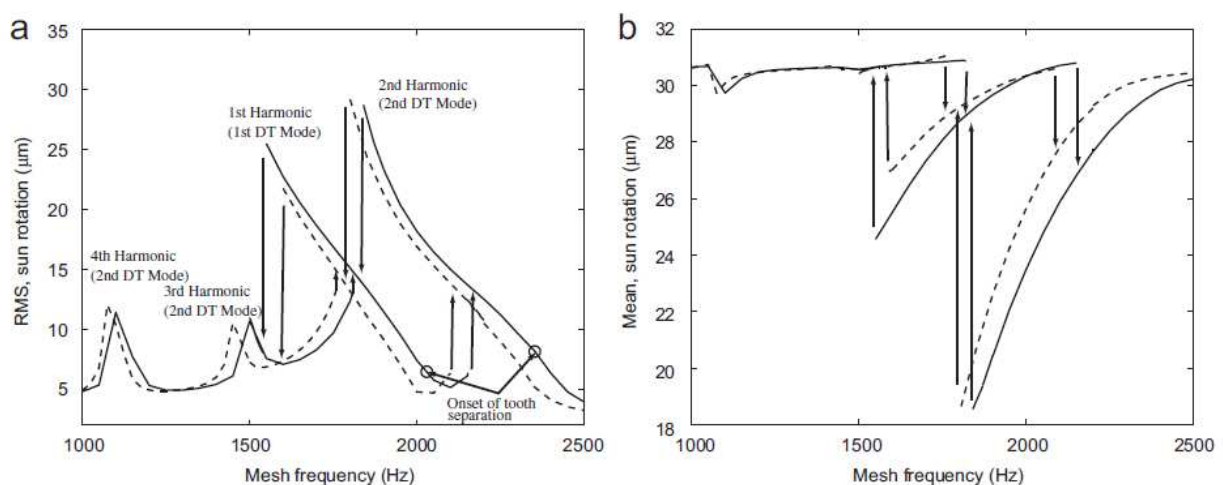 a
35
30
25
20
15
10
5
RMS, sun rotation (μm)
1st Harmonic
(1st DT Mode)
2nd Harmonic
(2nd DT Mode)
4th Harmonic
(2nd DT Mode)
3rd Harmonic
(2nd DT Mode)
Onset of tooth
separation
1000
1500
2000
2500
Mesh frequency (Hz)
b
32
30
28
26
24
22
20
18
Mean, sun rotation (μm)
1000
1500
2000
2500
Mesh frequency (Hz)